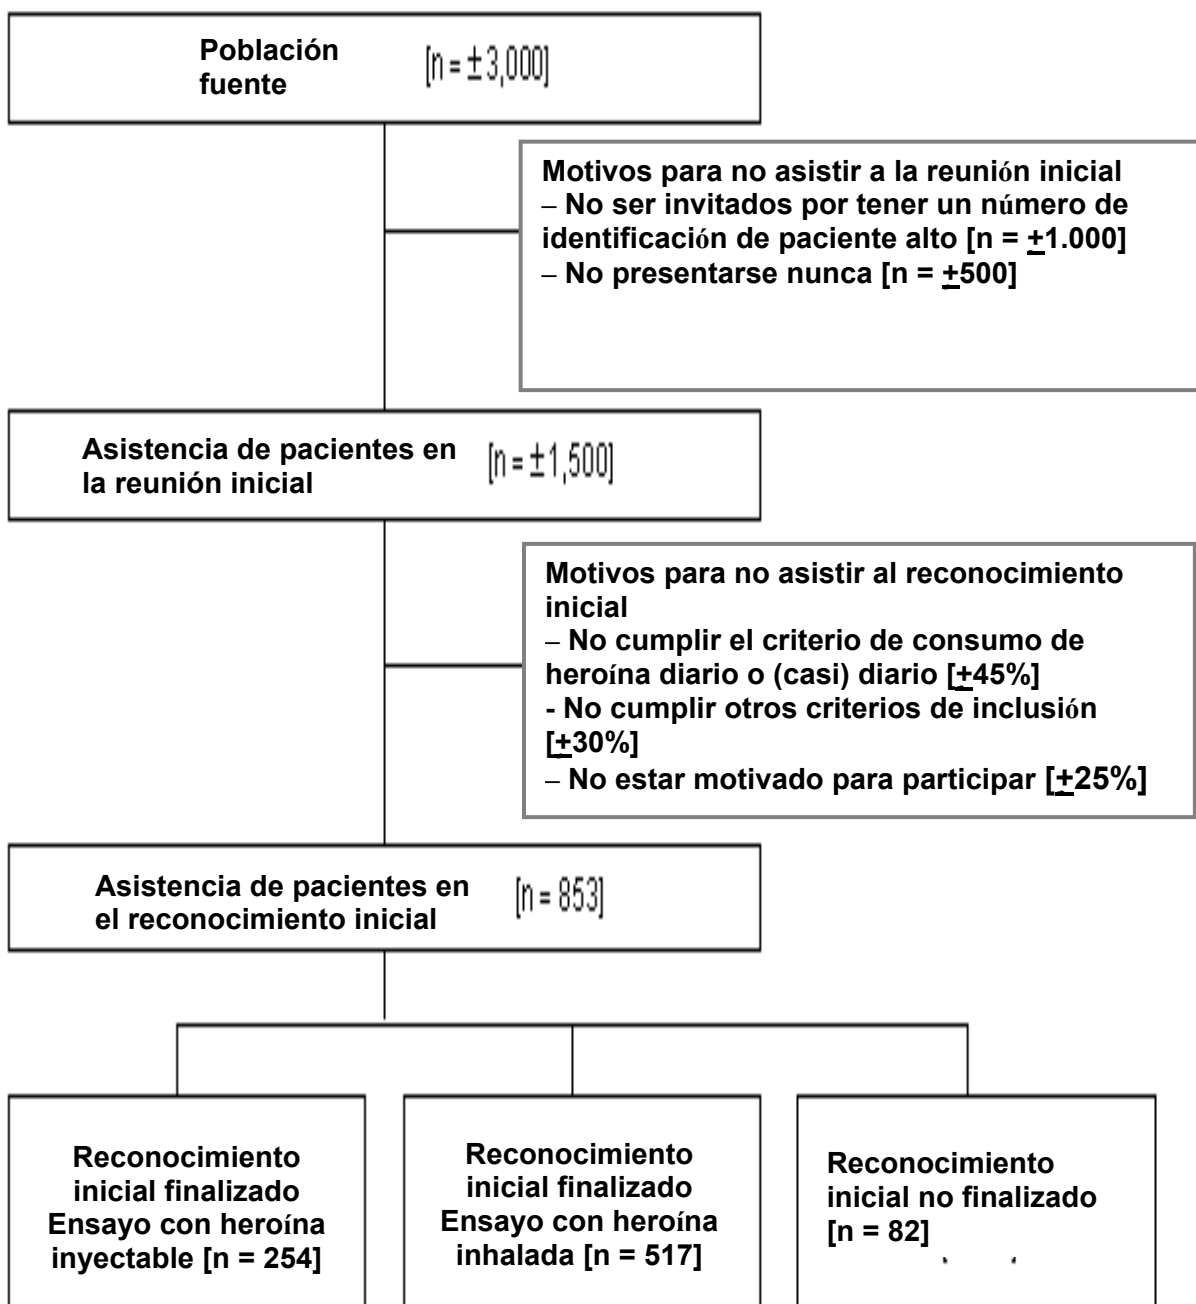 Población
fuente
[n = ±3,000]
Motivos para no asistir a la reunión inicial
– No ser invitados por tener un número de
identificación de paciente alto [n = ±1.000]
– No presentarse nunca [n = ±500]
Asistencia de pacientes en
la reunión inicial
[n = ±1,500]
Motivos para no asistir al reconocimiento
inicial
– No cumplir el criterio de consumo de
heroína diario o (casi) diario [±45%]
- No cumplir otros criterios de inclusión
[±30%]
– No estar motivado para participar [±25%]
Asistencia de pacientes en
el reconocimiento inicial
[n = 853]
Reconocimiento
inicial finalizado
Ensayo con heroína
inyectable [n = 254]
Reconocimiento
inicial finalizado
Ensayo con heroína
inhalada [n = 517]
Reconocimiento
inicial no finalizado
[n = 82]